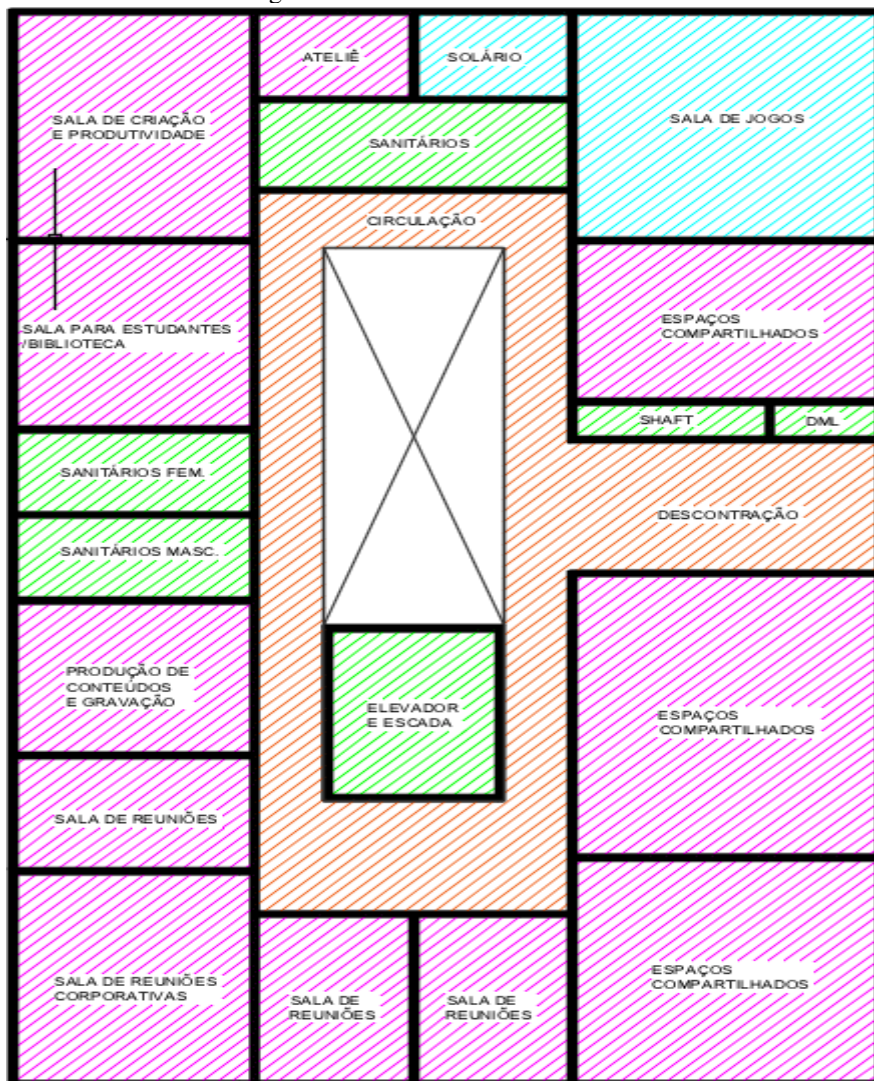 ATELIÊ
SOLÁRIO
SALA DE CRIAÇÃO
E PRODUTIVIDADE
SALA DE JOGOS
SANITÁRIOS
CIRCULAÇÃO
SALA PARA ESTUDANTES
/BIBLIOTECA
ESPAÇOS
COMPARTILHADOS
SHAFT
DML
SANITÁRIOS FEM.
DESCONTRAÇÃO
SANITÁRIOS MASC.
PRODUÇÃO DE
CONTEÚDOS
E GRAVAÇÃO
ELEVADOR
E ESCADA
ESPAÇOS
COMPARTILHADOS
SALA DE REUNIÕES
SALA DE REUNIÕES
CORPORATIVAS
SALA DE
REUNIÕES
SALA DE
REUNIÕES
ESPAÇOS
COMPARTILHADOS